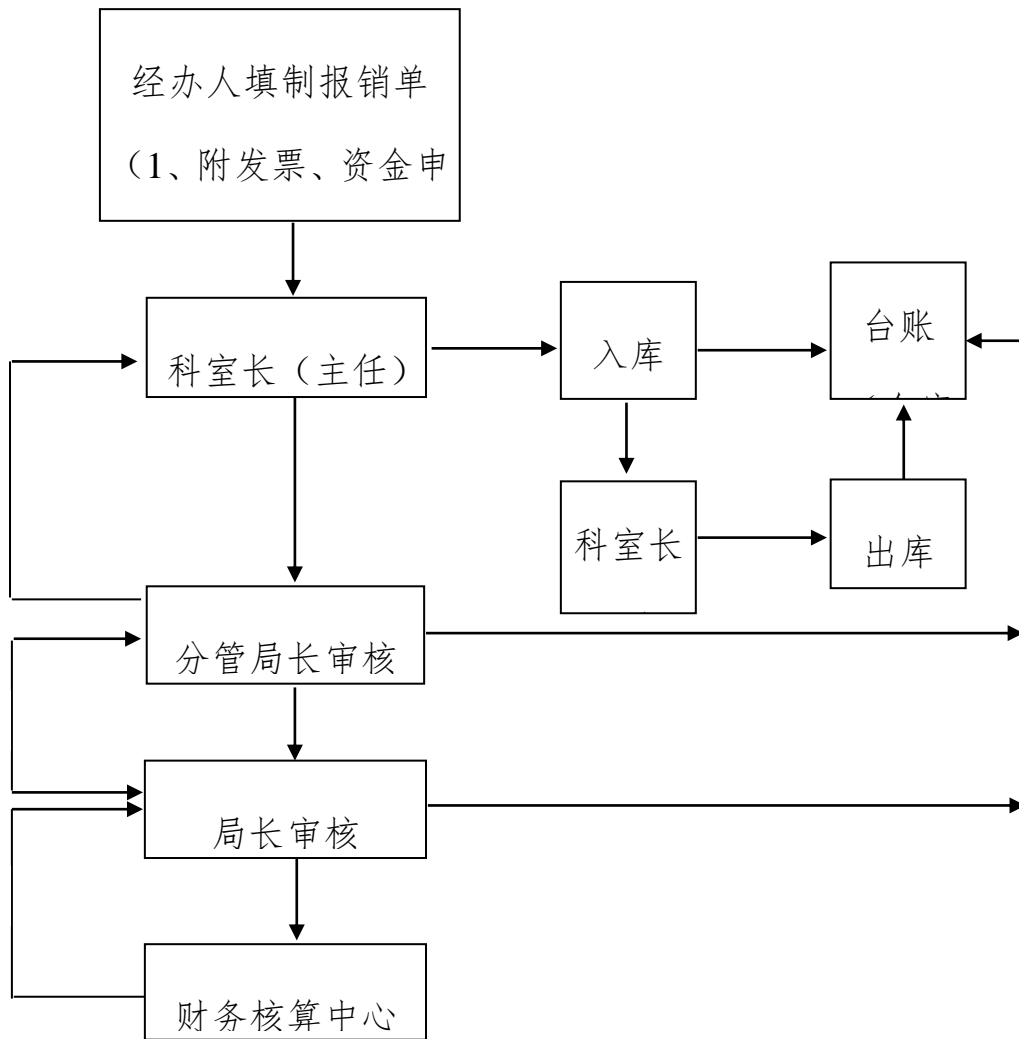 经办人填制报销单
（1、附发票、资金申
科室长（主任）
入库
台账
科室长
出库
分管局长审核
局长审核
财务核算中心